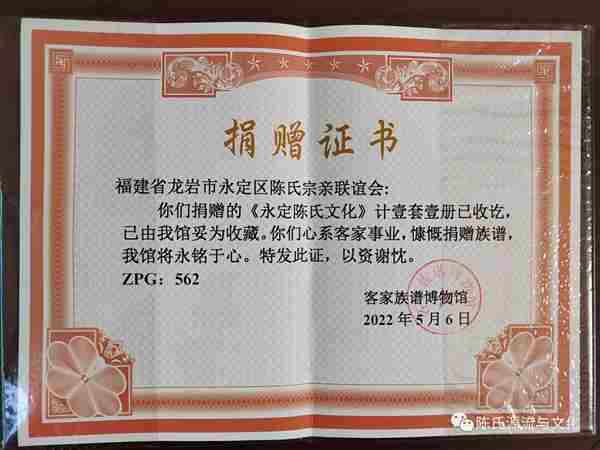 捐赠证书
福建省龙岩市永定区陈氏宗亲联谊会:
你们捐赠的《永定陈氏文化》计壹套壹册已收讫，
已由我馆妥为收藏。你们心系客家事业，慷慨捐赠族谱，
我馆将永铭于心。特发此证，以资谢忱。
ZPG：562
客家族谱博物馆
2022年5月6日
陈氏源流与文化